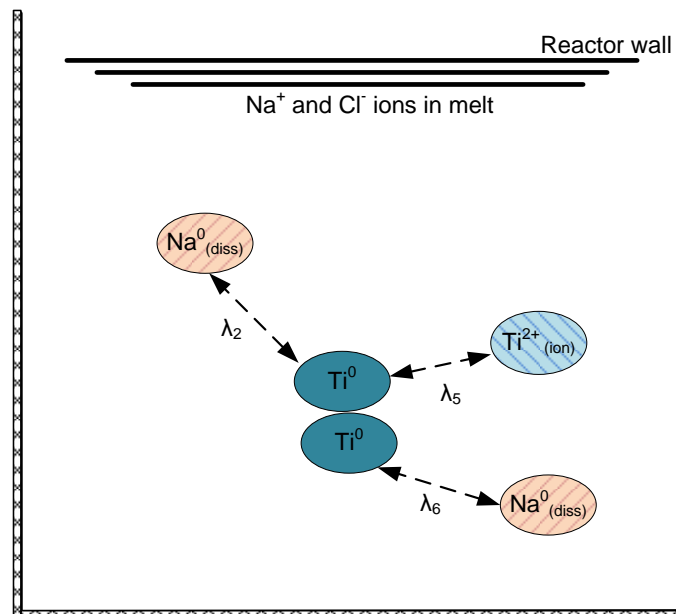 Reactor wall
Na⁺ and Cl⁻ ions in melt
Na⁰(diss)
λ₂
Ti²⁺(ion)
Ti⁰
λ₅
Ti⁰
λ₆
Na⁰(diss)